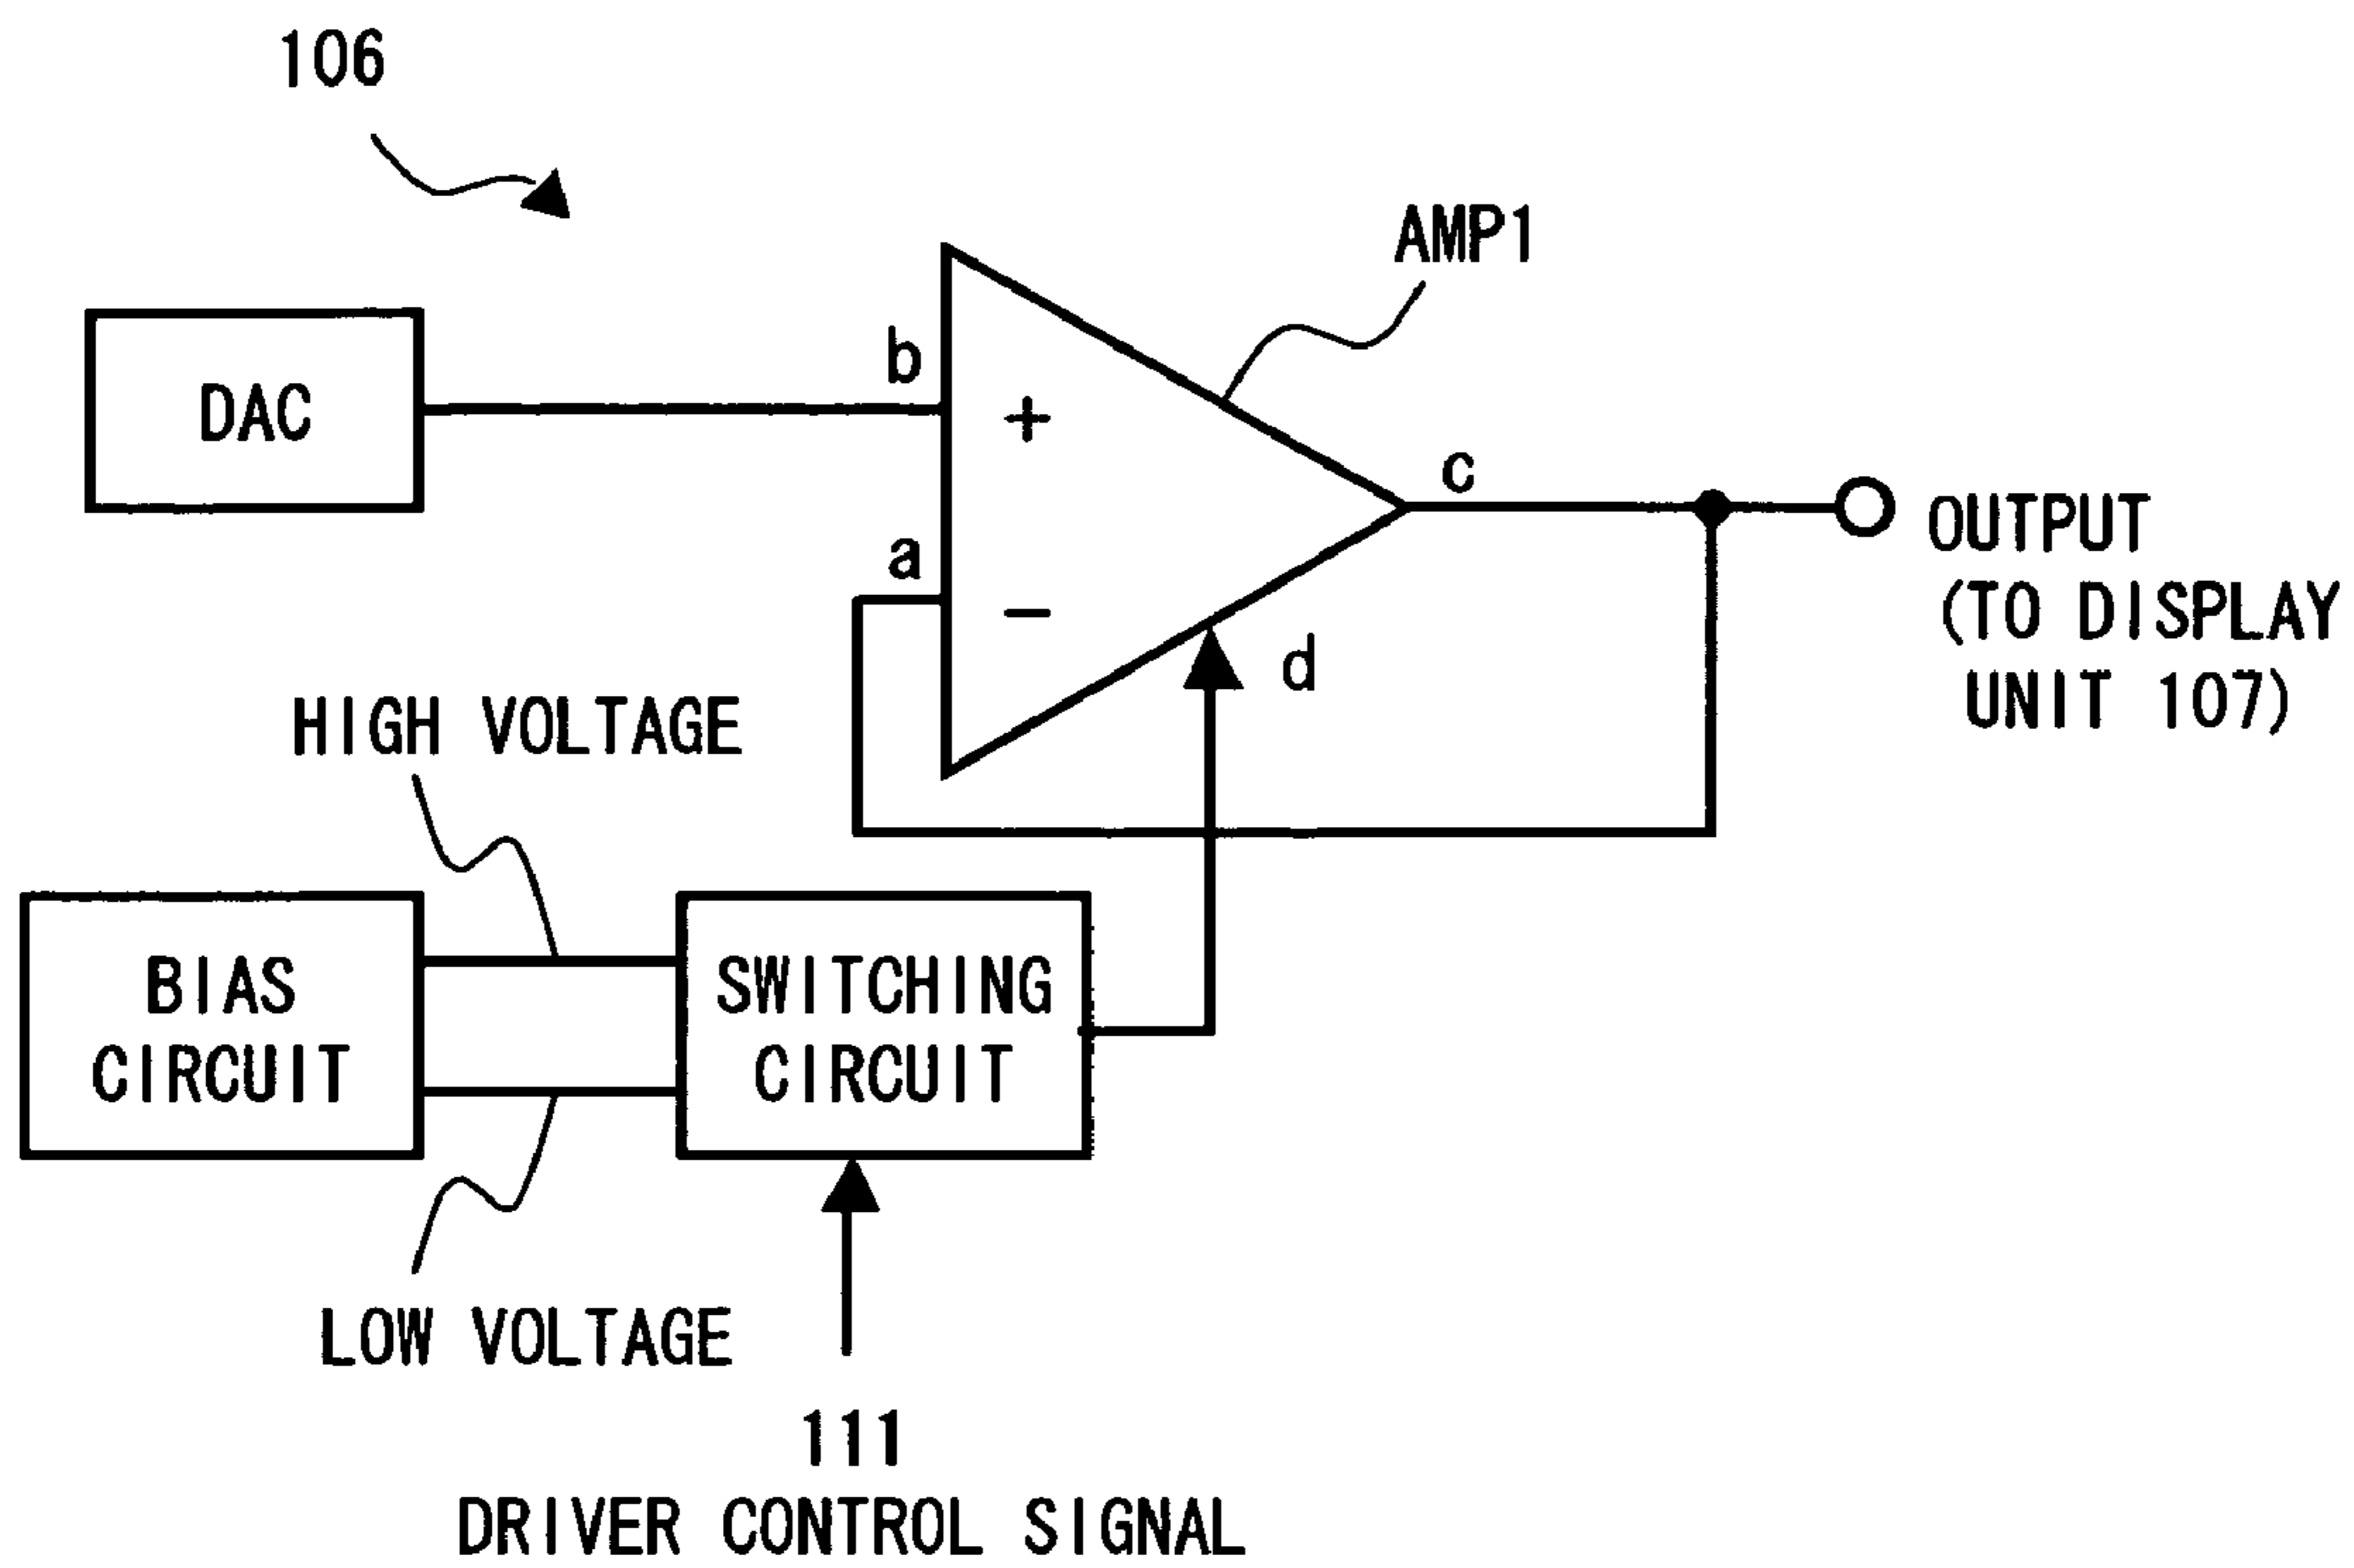 106
AMP1
DAC
b
+
c
a
−
OUTPUT
(TO DISPLAY
UNIT 107)
d
HIGH VOLTAGE
BIAS
CIRCUIT
SWITCHING
CIRCUIT
LOW VOLTAGE
111
DRIVER CONTROL SIGNAL